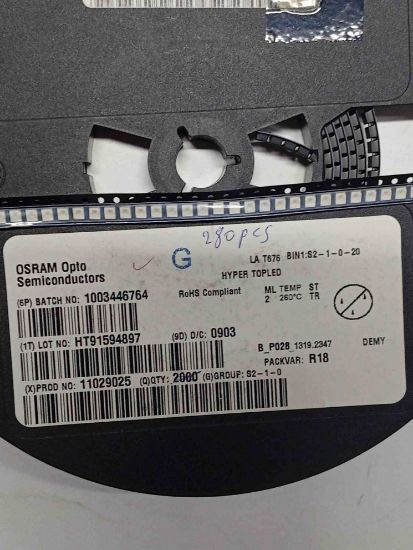 280pcs
G
LA T676 BIN1:S2-1-0-20
HYPER TOPLED
OSRAM Opto
Semiconductors
RoHS Compliant
ML TEMP ST
2 260°C TR
(6P) BATCH NO: 1003446764
(1T) LOT NO: HT91594897
(9D) D/C: 0903
B_P028_1319.2347 DEMY
PACKVAR: R18
(X)PROD NO: 11029025 (Q)QTY: 2000 (G)GROUP: S2-1-0